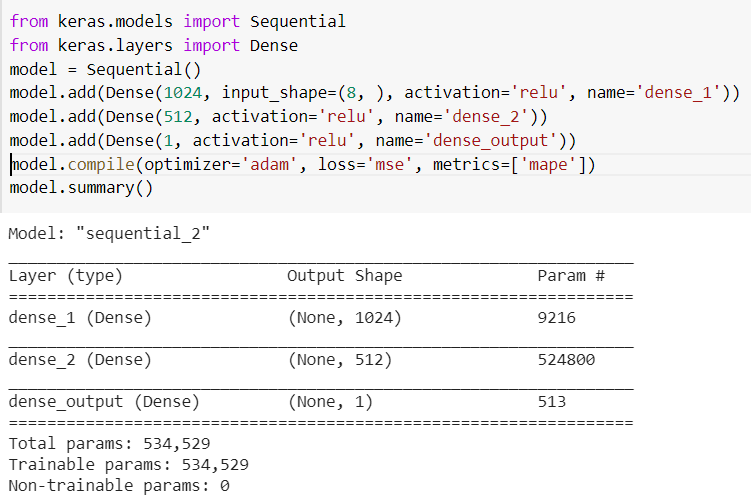 from keras.models import Sequential
from keras.layers import Dense
model = Sequential()
model.add(Dense(1024, input_shape=(8, ), activation='relu', name='dense_1'))
model.add(Dense(512, activation='relu', name='dense_2'))
model.add(Dense(1, activation='relu', name='dense_output'))
model.compile(optimizer='adam', loss='mse', metrics=['mape'])
model.summary()
Model: "sequential_2"
_________________________________________________________________
Layer (type)                 Output Shape              Param #
=================================================================
dense_1 (Dense)              (None, 1024)              9216
_________________________________________________________________
dense_2 (Dense)              (None, 512)               524800
_________________________________________________________________
dense_output (Dense)         (None, 1)                 513
=================================================================
Total params: 534,529
Trainable params: 534,529
Non-trainable params: 0